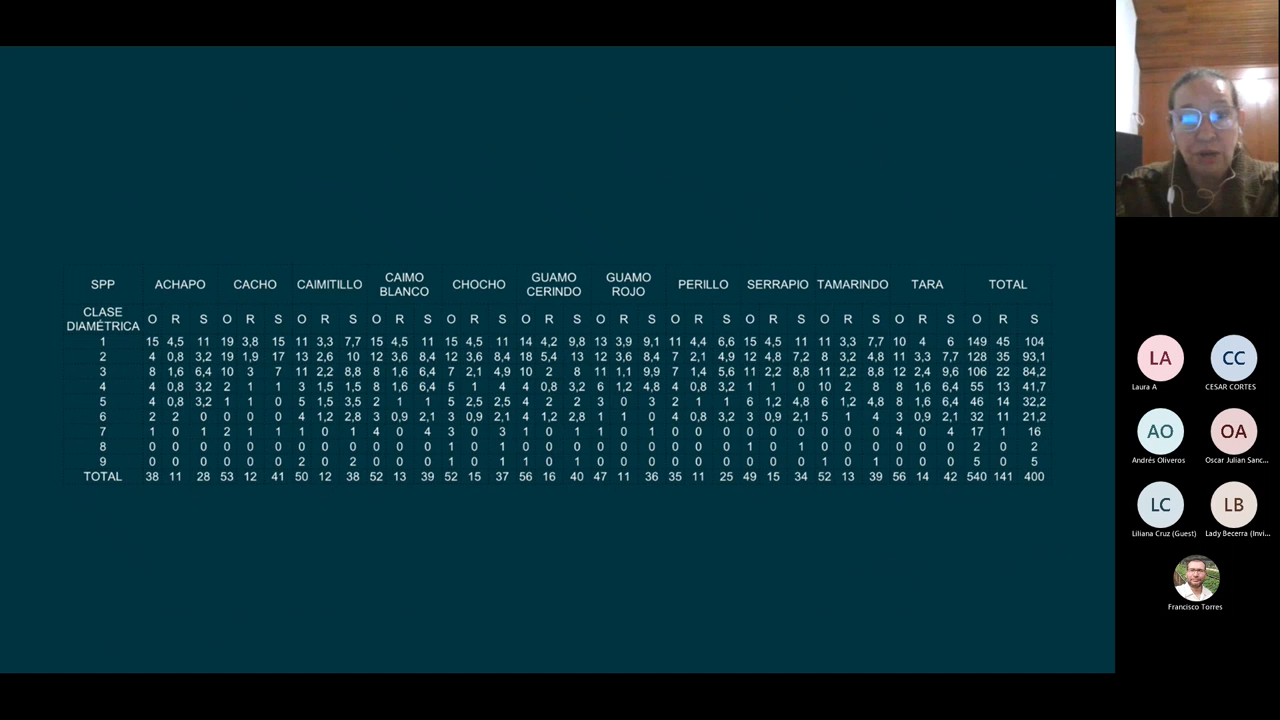 SPP ACHAPO CACHO CAIMITILLO CAIMO BLANCO CHOCHO GUAMO CERINDO GUAMO ROJO PERILLO SERRAPIO TAMARINDO TARA TOTAL
CLASE DIAMÉTRICA O R S O R S O R S O R S O R S O R S O R S O R S O R S O R S O R S O R S
1 15 4,5 11 19 3,8 15 11 3,3 7,7 15 4,5 11 15 4,5 11 14 4,2 9,8 13 3,9 9,1 11 4,4 6,6 15 4,5 11 11 3,3 7,7 10 4 6 149 45 104
2 4 0,8 3,2 19 1,9 17 13 2,6 10 12 3,6 8,4 12 3,6 8,4 18 5,4 13 12 3,6 8,4 7 2,1 4,9 12 4,8 7,2 8 3,2 4,8 11 3,3 7,7 128 35 93,1
3 8 1,6 6,4 10 3 7 11 2,2 8,8 8 1,6 6,4 7 2,1 4,9 10 2 8 11 1,1 9,9 7 1,4 5,6 11 2,2 8,8 11 2,2 8,8 12 2,4 9,6 106 22 84,2
4 4 0,8 3,2 2 1 1 3 1,5 1,5 8 1,6 6,4 5 1 4 4 0,8 3,2 6 1,2 4,8 4 0,8 3,2 1 1 0 10 2 8 8 1,6 6,4 55 13 41,7
5 4 0,8 3,2 1 1 0 5 1,5 3,5 2 1 1 5 2,5 2,5 4 2 2 3 0 3 2 1 1 6 1,2 4,8 6 1,2 4,8 8 1,6 6,4 46 14 32,2
6 2 2 0 0 0 0 4 1,2 2,8 3 0,9 2,1 3 0,9 2,1 4 1,2 2,8 1 1 0 4 0,8 3,2 3 0,9 2,1 5 1 4 3 0,9 2,1 32 11 21,2
7 1 0 1 2 1 1 1 0 1 4 0 4 3 0 3 1 0 1 1 0 1 0 0 0 0 0 0 0 0 0 4 0 4 17 1 16
8 0 0 0 0 0 0 0 0 0 0 0 0 1 0 1 0 0 0 0 0 0 0 0 0 1 0 1 0 0 0 0 0 0 2 0 2
9 0 0 0 0 0 0 2 0 2 0 0 0 1 0 1 1 0 1 0 0 0 0 0 0 0 0 0 1 0 1 0 0 0 5 0 5
TOTAL 38 11 28 53 12 41 50 12 38 52 13 39 52 15 37 56 16 40 47 11 36 35 11 25 49 15 34 52 13 39 56 14 42 540 141 400
LA CC
Laura A CESAR CORTES
AO OA
Andrés Oliveros Oscar Julian Sanc...
LC LB
Liliana Cruz (Guest) Lady Becerra (Invi...
Francisco Torres